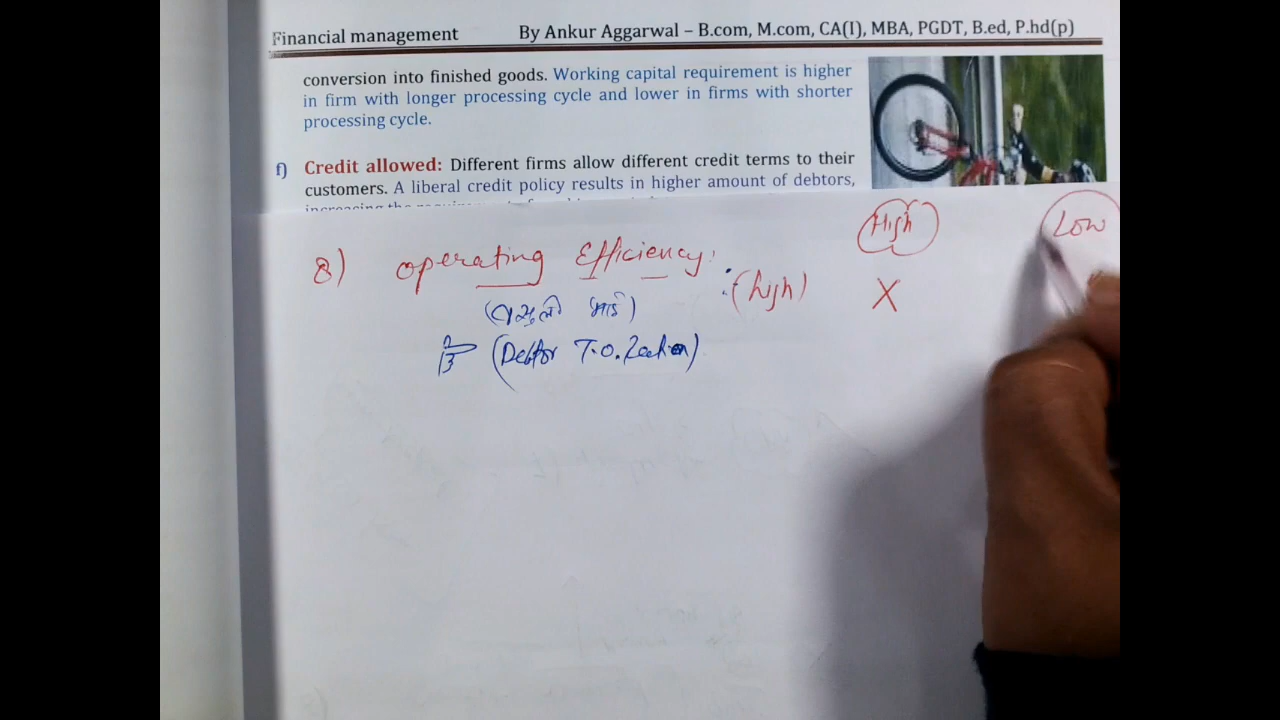 Financial management By Ankur Aggarwal – B.com, M.com, CA(I), MBA, PGDT, B.ed, P.hd(p)
conversion into finished goods. Working capital requirement is higher
in firm with longer processing cycle and lower in firms with shorter
processing cycle.
f) Credit allowed: Different firms allow different credit terms to their
customers. A liberal credit policy results in higher amount of debtors,
High Low
8) Operating Efficiency: (high) X
(Debtor T.O.